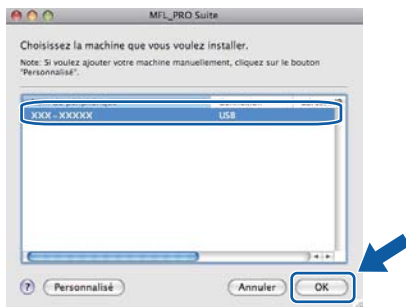 MFL_PRO Suite
Choisissez la machine que vous voulez installer.
Note: Si voulez ajouter votre machine manuellement, cliquez sur le bouton
"Personnalisé".
XXX-XXXXX USB
? Personnalisé Annuler OK